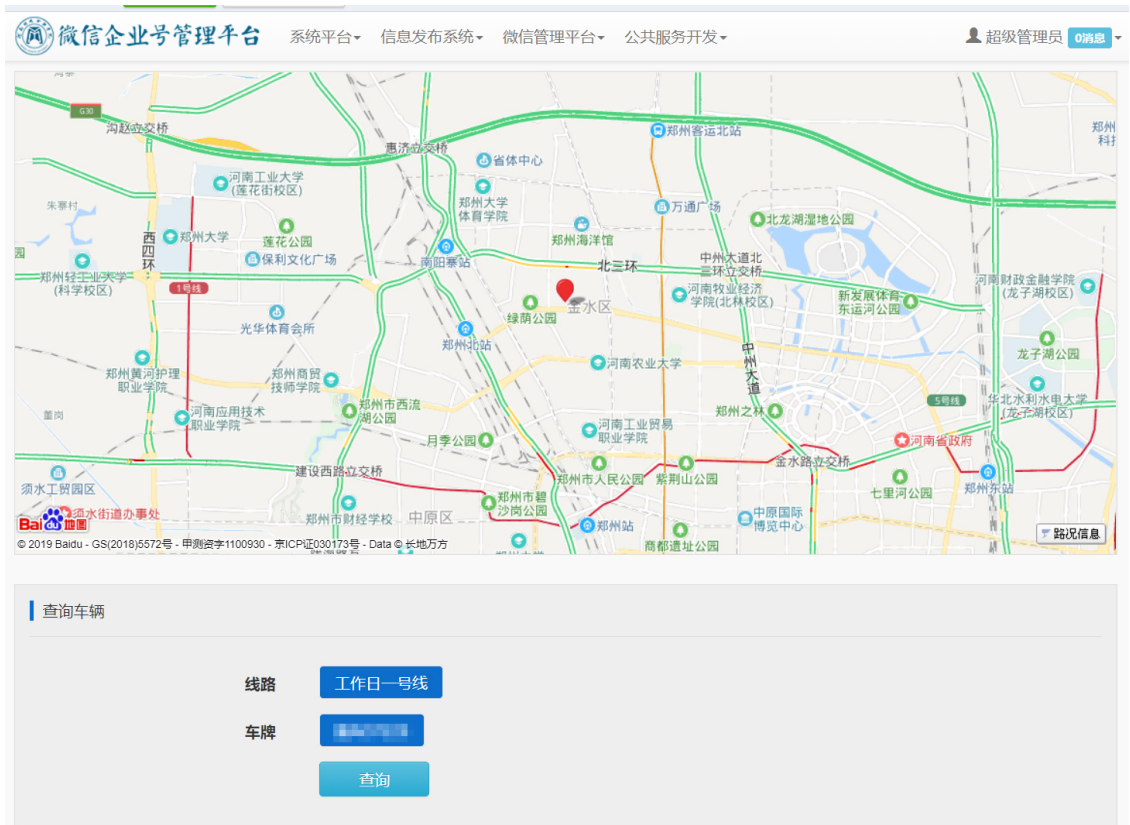 微信企业号管理平台
系统平台
信息发布系统
微信管理平台
公共服务开发
超级管理员
0消息
G30
沟赵立交桥
惠济立交桥
郑州客运北站
郑州
科技
省体中心
河南工业大学
(莲花街校区)
朱寨村
郑州大学
体育学院
万通广场
北龙湖湿地公园
西四环
郑州大学
莲花公园
郑州海洋馆
保利文化广场
南阳寨站
北三环
中州大道北
三环立交桥
园
郑州轻工业大学
(科学校区)
1号线
河南牧业经济
学院(北林校区)
河南财政金融学院
(龙子湖校区)
新发展体育
东运河公园
绿荫公园
金水区
光华体育会所
郑州北站
中州大道
龙子湖公园
河南农业大学
郑州黄河护理
职业学院
郑州商贸
技师学院
5号线
华北水利水电大学
(龙子湖校区)
董岗
河南应用技术
职业学院
郑州市西流
湖公园
郑州之林
月季公园
河南工业贸易
职业学院
河南省政府
建设西路立交桥
金水路立交桥
须水工贸园区
郑州市人民公园
紫荆山公园
七里河公园
郑州东站
须水街道办事处
郑州市财经学校
中原区
郑州市碧
沙岗公园
郑州站
中原国际
博览中心
商都遗址公园
Bai地图
© 2019 Baidu - GS(2018)5572号 - 甲测资字1100930 - 京ICP证030173号 - Data © 长地万方
路况信息
查询车辆
线路
工作日一号线
车牌
查询